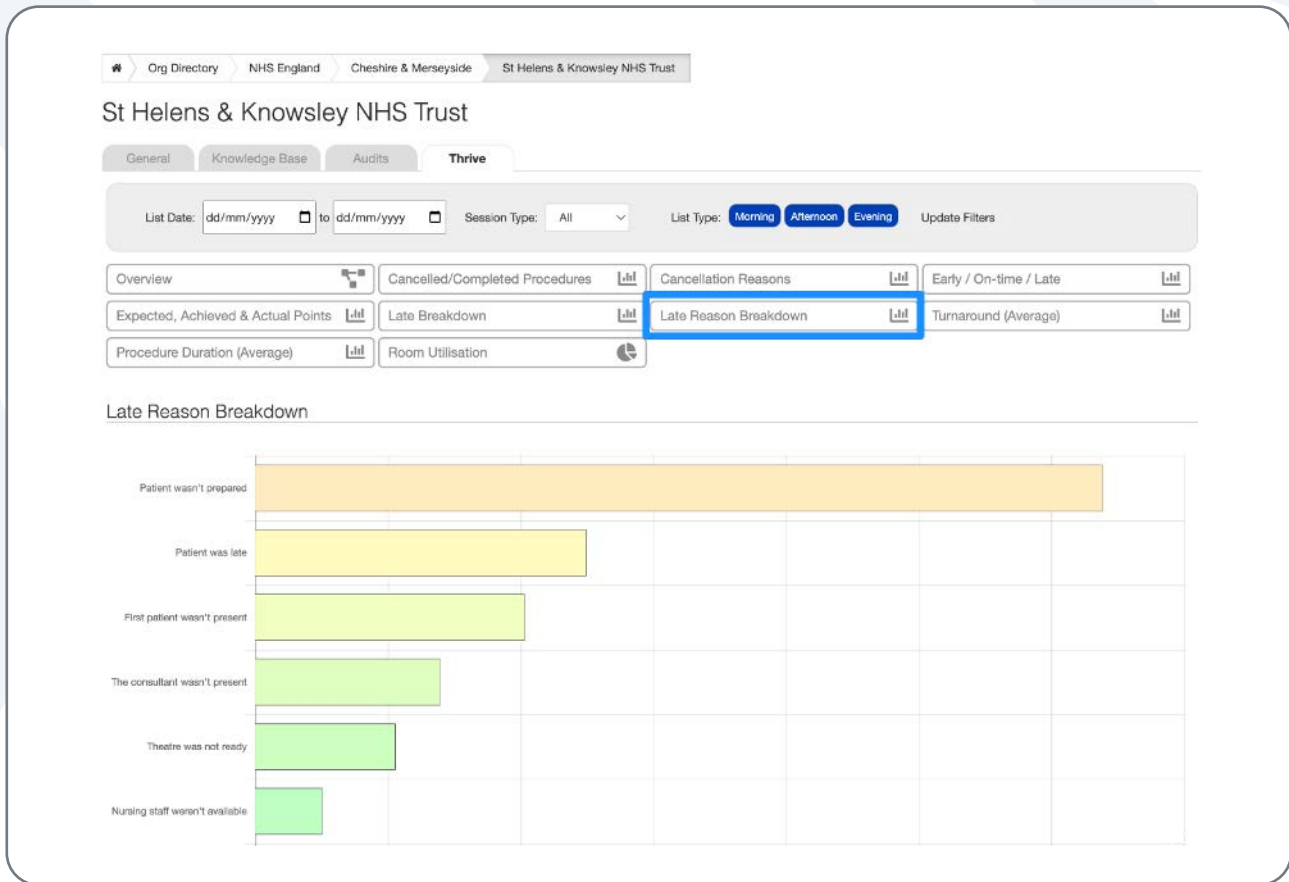 Org Directory NHS England Cheshire & Merseyside St Helens & Knowsley NHS Trust
St Helens & Knowsley NHS Trust
General Knowledge Base Audits Thrive
List Date: dd/mm/yyyy to dd/mm/yyyy Session Type: All List Type: Morning Afternoon Evening Update Filters
Overview Cancelled/Completed Procedures Cancellation Reasons Early / On-time / Late
Expected, Achieved & Actual Points Late Breakdown Late Reason Breakdown Turnaround (Average)
Procedure Duration (Average) Room Utilisation
Late Reason Breakdown
Patient wasn't prepared
Patient was late
First patient wasn't present
The consultant wasn't present
Theatre was not ready
Nursing staff weren't available